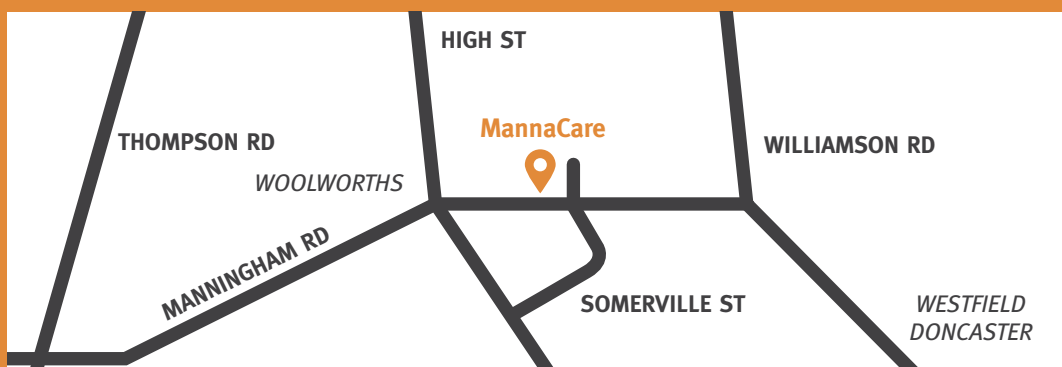 HIGH ST
MannaCare
THOMPSON RD
WILLIAMSON RD
WOOLWORTHS
MANNINGHAM RD
SOMERVILLE ST
WESTFIELD
DONCASTER